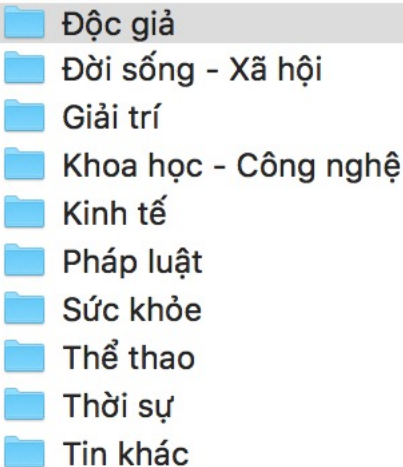 Độc giả
Đời sống - Xã hội
Giải trí
Khoa học - Công nghệ
Kinh tế
Pháp luật
Sức khỏe
Thể thao
Thời sự
Tin khác